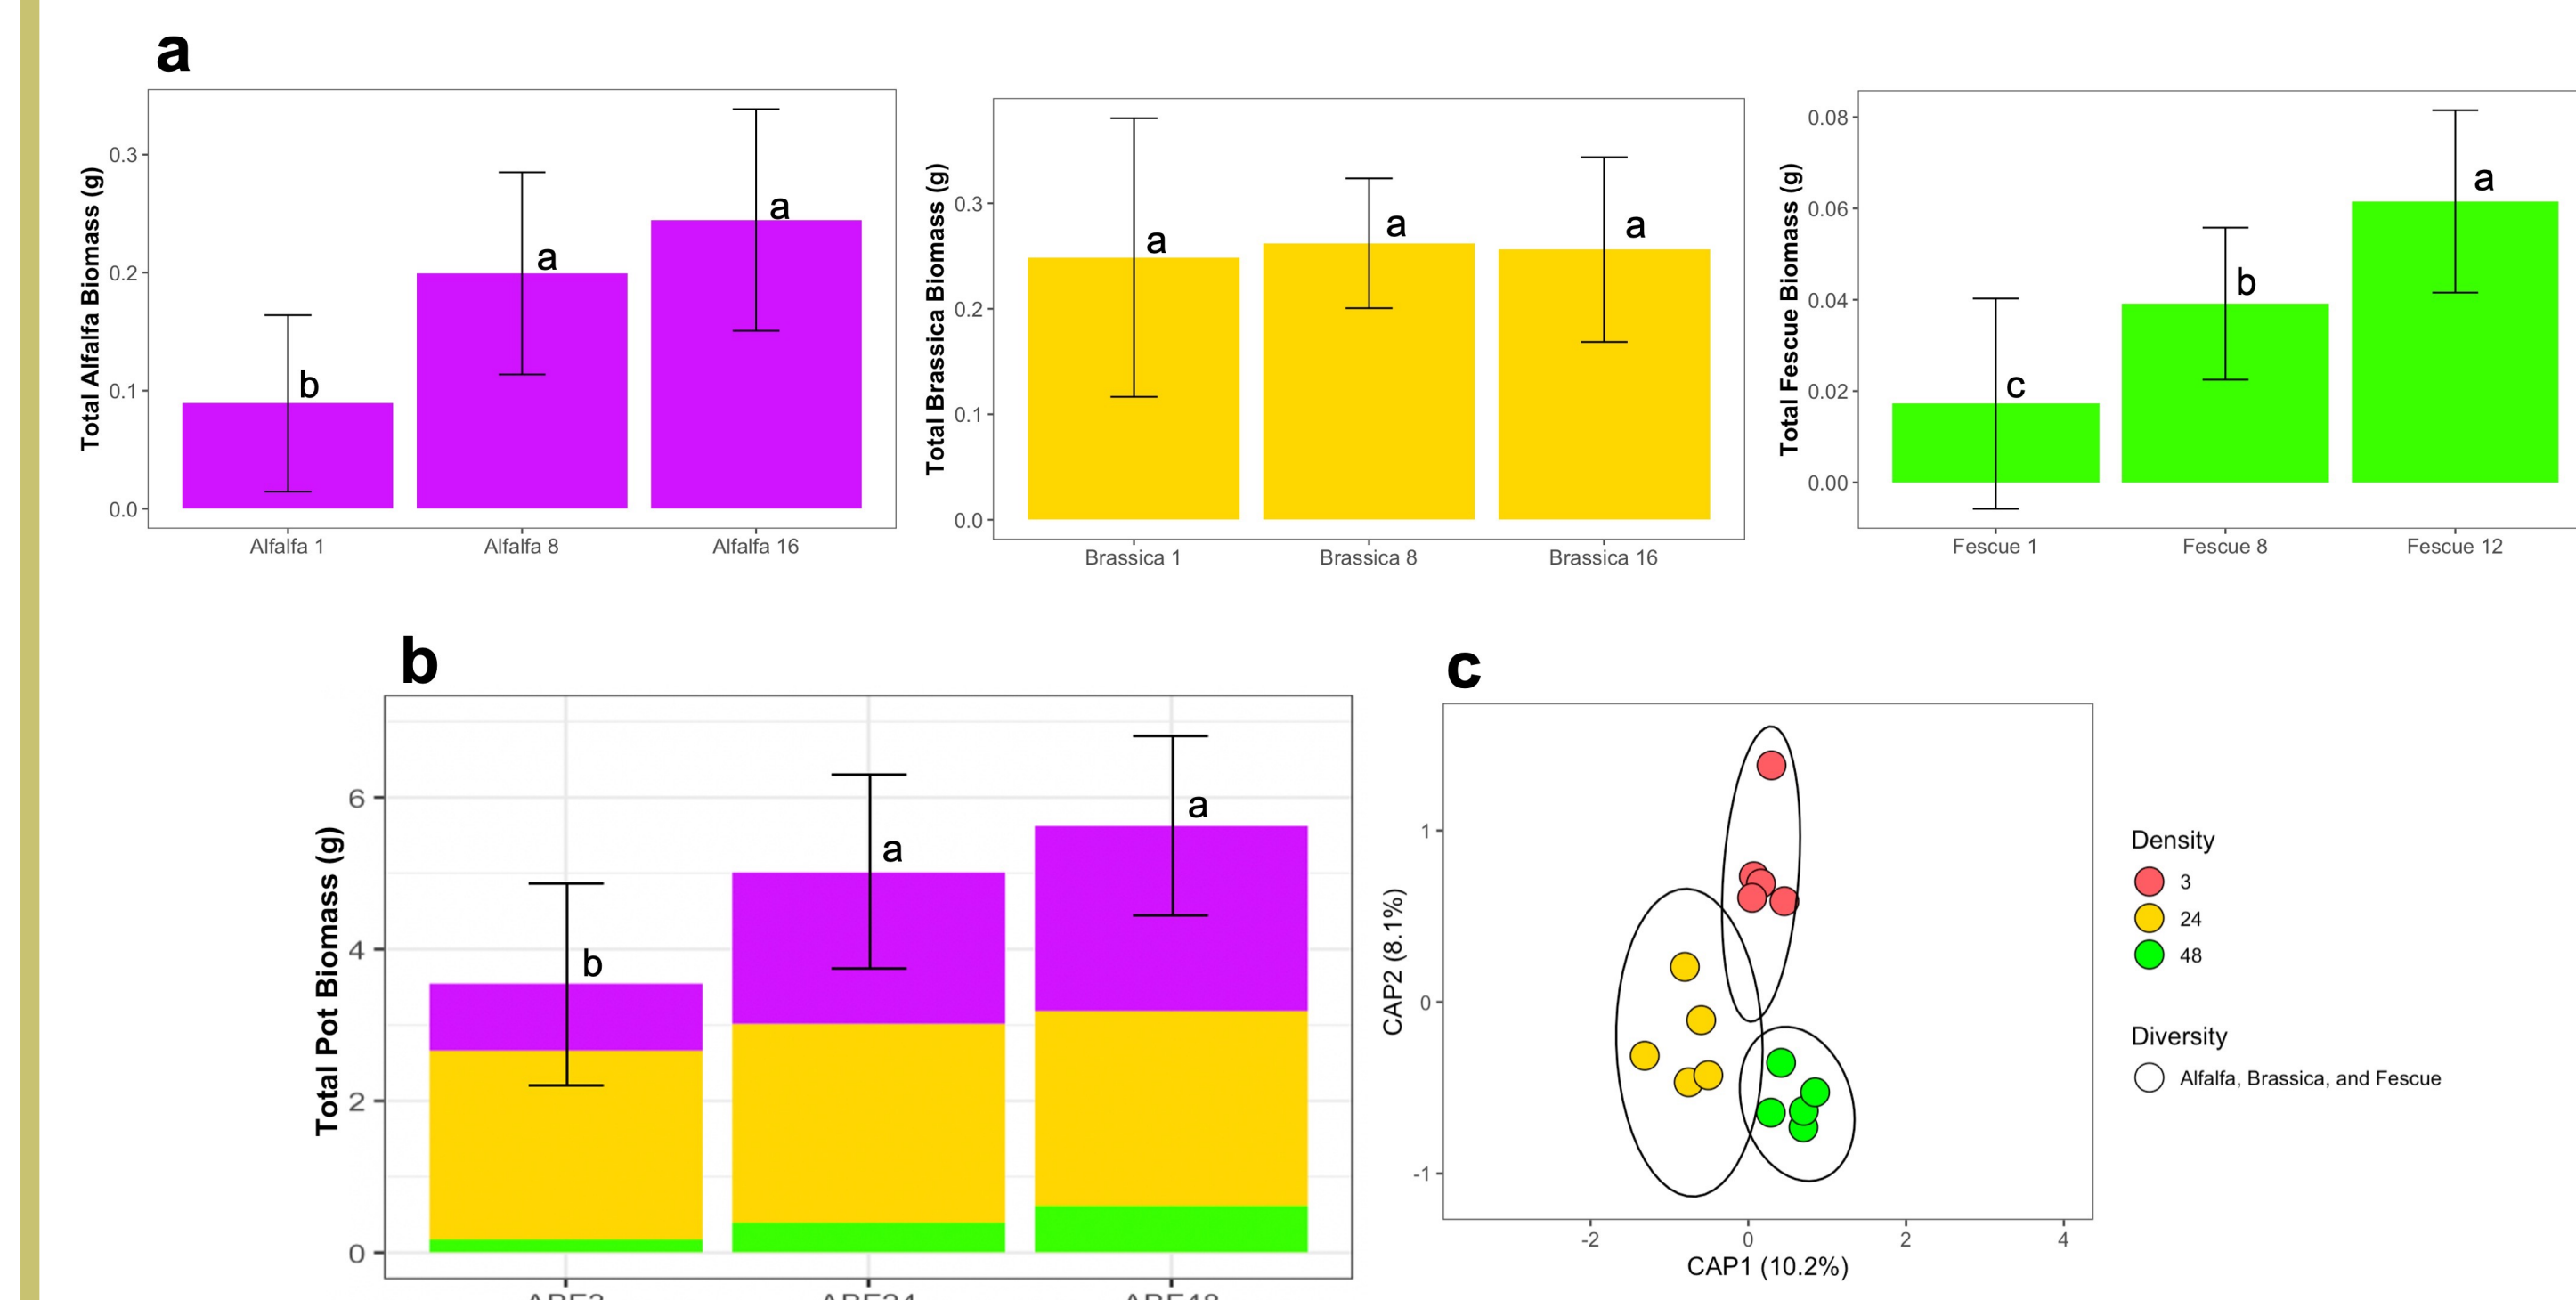 a
Total Alfalfa Biomass (g)
0.3
0.2
0.1
0.0
b
a
a
Alfalfa 1
Alfalfa 8
Alfalfa 16
Total Brassica Biomass (g)
0.3
0.2
0.1
0.0
a
a
a
Brassica 1
Brassica 8
Brassica 16
Total Fescue Biomass (g)
0.08
0.06
0.04
0.02
0.00
c
b
a
Fescue 1
Fescue 8
Fescue 12
b
Total Pot Biomass (g)
6
4
2
0
b
a
a
c
CAP2 (8.1%)
1
0
-1
-2
0
2
4
CAP1 (10.2%)
Density
3
24
48
Diversity
Alfalfa, Brassica, and Fescue